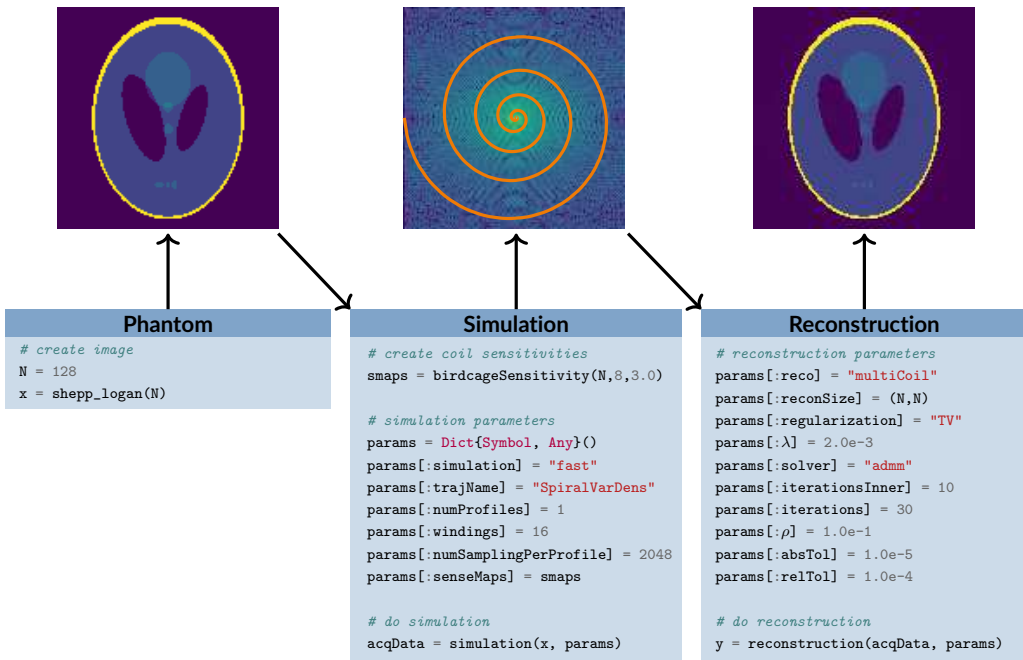 Phantom
# create image
N = 128
x = shepp_logan(N)
Simulation
# create coil sensitivities
smaps = birdcageSensitivity(N,8,3.0)
# simulation parameters
params = Dict{Symbol, Any}()
params[:simulation] = "fast"
params[:trajName] = "SpiralVarDens"
params[:numProfiles] = 1
params[:windings] = 16
params[:numSamplingPerProfile] = 2048
params[:senseMaps] = smaps
# do simulation
acqData = simulation(x, params)
Reconstruction
# reconstruction parameters
params[:reco] = "multiCoil"
params[:reconSize] = (N,N)
params[:regularization] = "TV"
params[:λ] = 2.0e-3
params[:solver] = "admm"
params[:iterationsInner] = 10
params[:iterations] = 30
params[:ρ] = 1.0e-1
params[:absTol] = 1.0e-5
params[:relTol] = 1.0e-4
# do reconstruction
y = reconstruction(acqData, params)